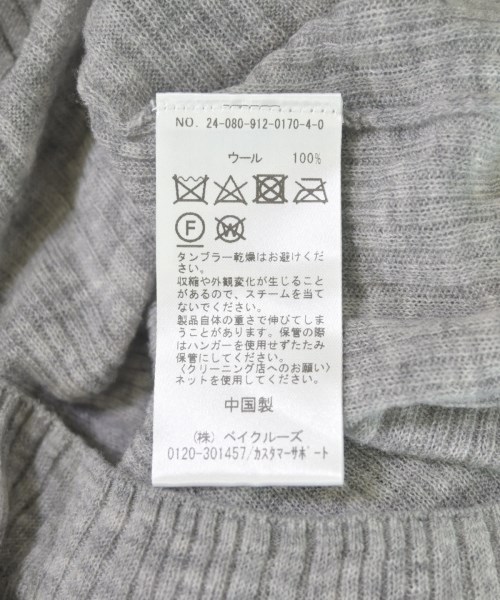 NO. 24-080-912-0170-4-0
ウール 100%
F W
タンブラー乾燥はお避けくだ
さい。
収縮や外観変化が生じること
があるので、スチームを当て
ないでください。
製品自体の重さで伸びてしま
うことがあります。保管の際
はハンガーを使用せずたたみ
保管にしてください。
〈クリーニング店へのお願い〉
ネットを使用してください。
中国製
(株) ベイクルーズ
0120-301457/カスタマーサポート